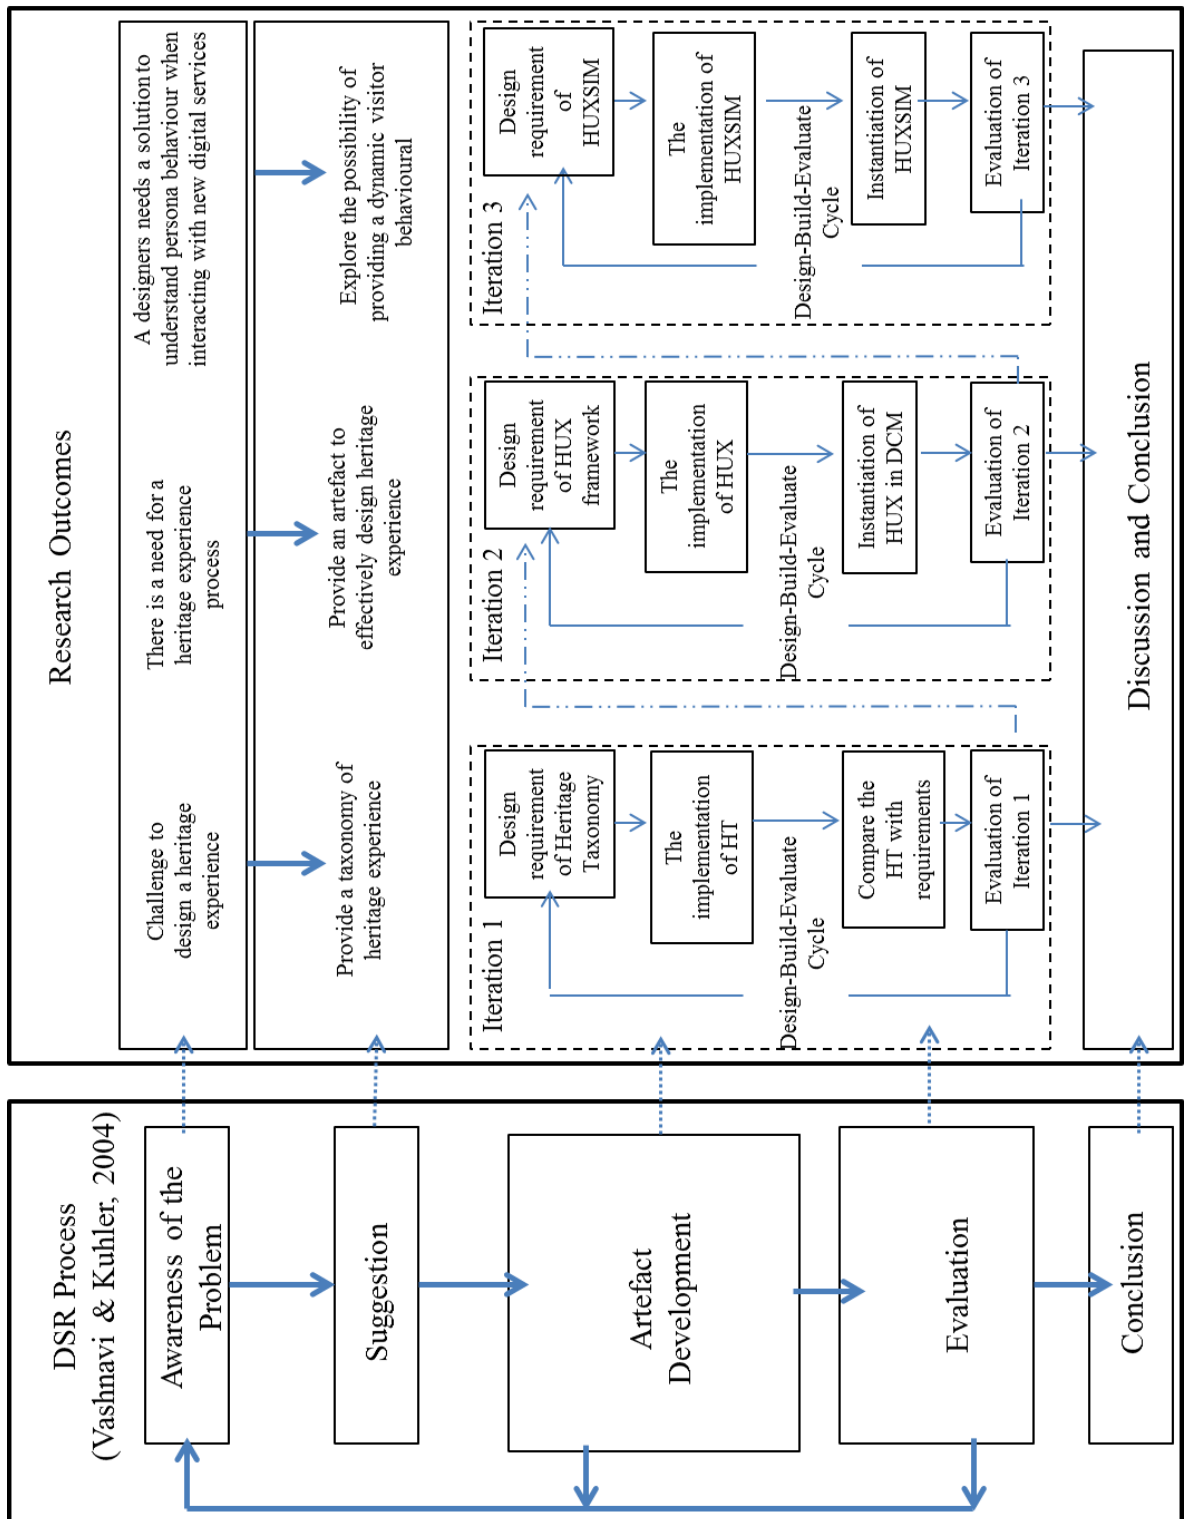 DSR Process
(Vashnavi & Kuhler, 2004)
Awareness of the
Problem
Suggestion
Artefact
Development
Evaluation
Conclusion
Research Outcomes
Challenge to
design a heritage
experience
There is a need for a
heritage experience
process
A designers needs a solution to
understand persona behaviour when
interacting with new digital services
Provide a taxonomy of
heritage experience
Provide an artefact to
effectively design heritage
experience
Explore the possibility of
providing a dynamic visitor
behavioural
Iteration 1
Design
requirement
of Heritage
Taxonomy
The
implementation
of HT
Design-Build-Evaluate
Cycle
Compare the
HT with
requirements
Evaluation of
Iteration 1
Iteration 2
Design
requirement
of HUX
framework
The
implementation
of HUX
Design-Build-Evaluate
Cycle
Instantiation of
HUX in DCM
Evaluation of
Iteration 2
Iteration 3
Design
requirement
of
HUXSIM
The
implementation of
HUXSIM
Design-Build-Evaluate
Cycle
Instantiation of
HUXSIM
Evaluation of
Iteration 3
Discussion and Conclusion